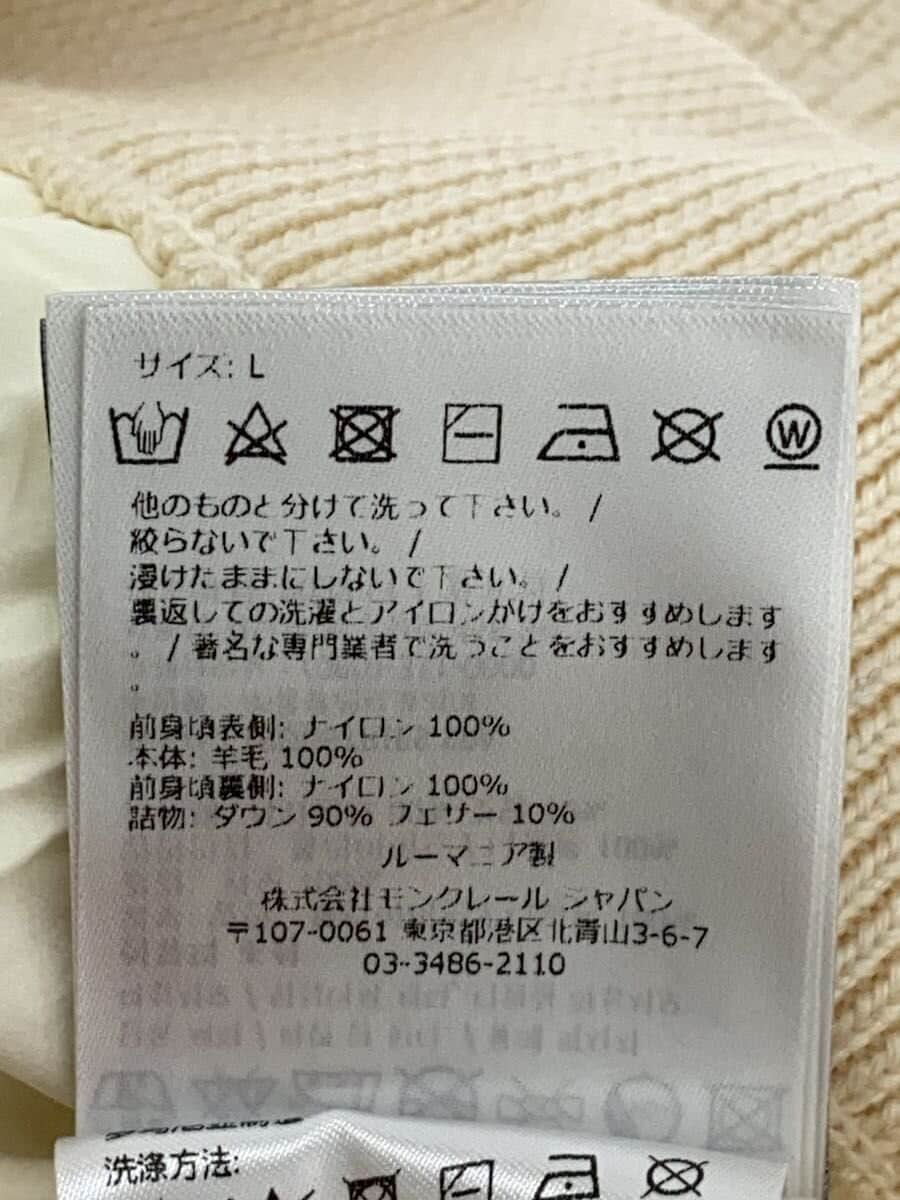 サイズ: L
W
他のものと分けて洗って下さい。 /
絞らないで下さい。 /
浸けたままにしないで下さい。 /
裏返しての洗濯とアイロンがけをおすすめします
。 / 著名な専門業者で洗うことをおすすめします
。
前身頃表側: ナイロン 100%
本体: 羊毛 100%
前身頃裏側: ナイロン 100%
詰物: ダウン 90% フェザー 10%
ルーマニア製
株式会社モンクレール ジャパン
〒107-0061 東京都港区北青山3-6-7
03-3486-2110
洗涤方法: